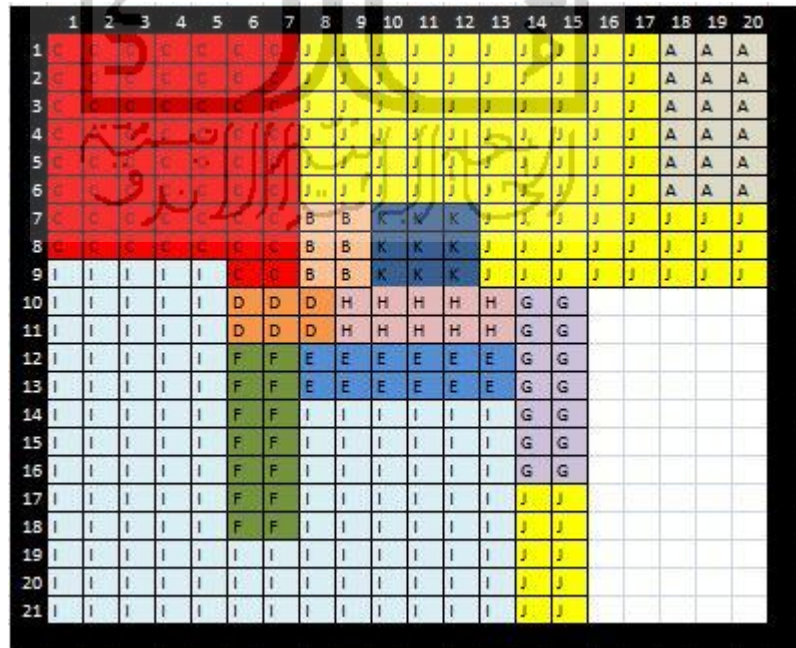 1 2 3 4 5 6 7 8 9 10 11 12 13 14 15 16 17 18 19 20
1 C C C C C C C J J J J J J J J J J A A A
2 C C C C C C C J J J J J J J J J J A A A
3 C C C C C C C J J J J J J J J J J A A A
4 C C C C C C C J J J J J J J J J J A A A
5 C C C C C C C J J J J J J J J J J A A A
6 C C C C C C C J J J J J J J J J J A A A
7 C C C C C C C B B K K K J J J J J J J J
8 C C C C C C C B B K K K J J J J J J J J
9 I I I I I C C B B K K K J J J J J J J J
10 I I I I I D D D H H H H H G G
11 I I I I I D D D H H H H H G G
12 I I I I I F F E E E E E E G G
13 I I I I I F F E E E E E E G G
14 I I I I I F F I I I I I I G G
15 I I I I I F F I I I I I I G G
16 I I I I I F F I I I I I I G G
17 I I I I I F F I I I I I I J J
18 I I I I I F F I I I I I I J J
19 I I I I I I I I I I I I I J J
20 I I I I I I I I I I I I I J J
21 I I I I I I I I I I I I I J J